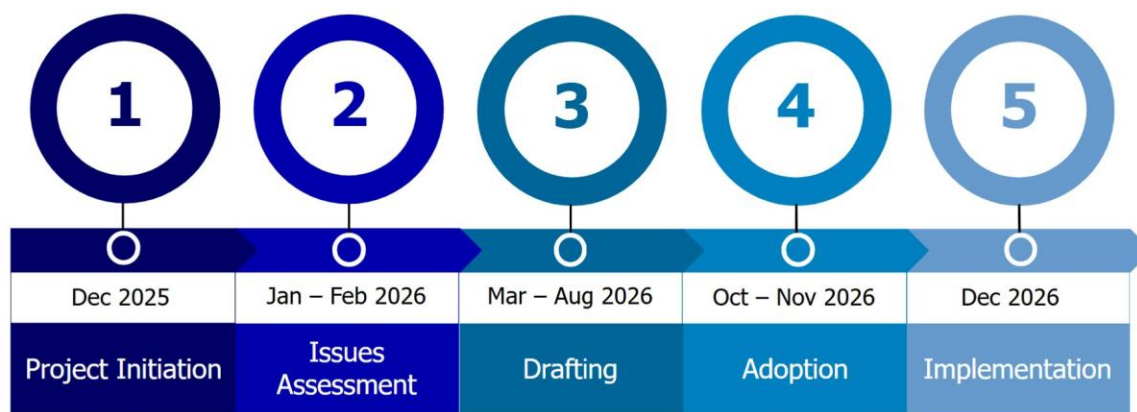 1
2
3
4
5
Dec 2025
Jan – Feb 2026
Mar – Aug 2026
Oct – Nov 2026
Dec 2026
Project Initiation
Issues
Assessment
Drafting
Adoption
Implementation